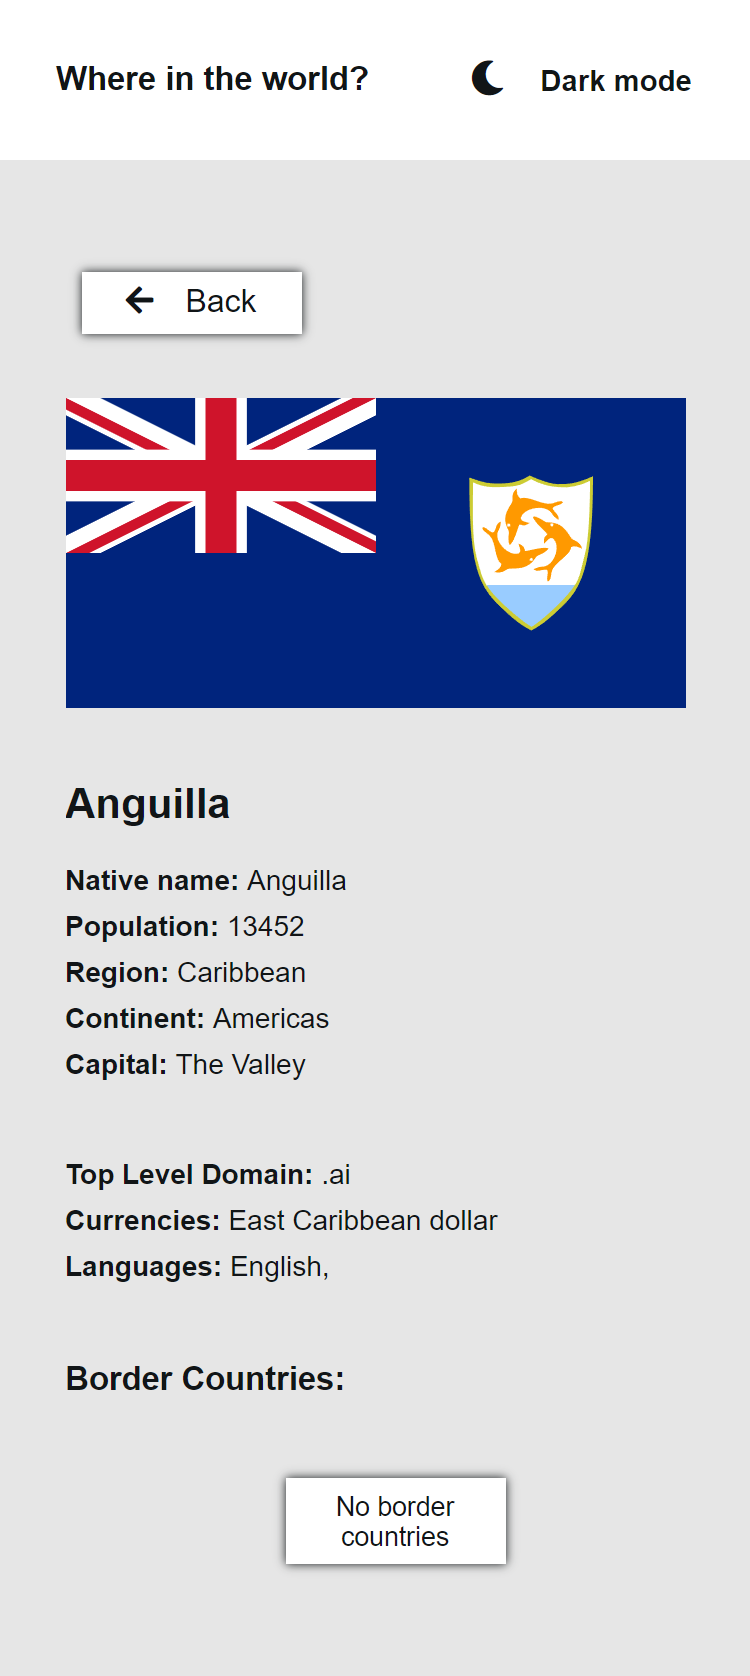 Where in the world?
Dark mode
Back
Anguilla
Native name: Anguilla
Population: 13452
Region: Caribbean
Continent: Americas
Capital: The Valley
Top Level Domain: .ai
Currencies: East Caribbean dollar
Languages: English,
Border Countries:
No border
countries